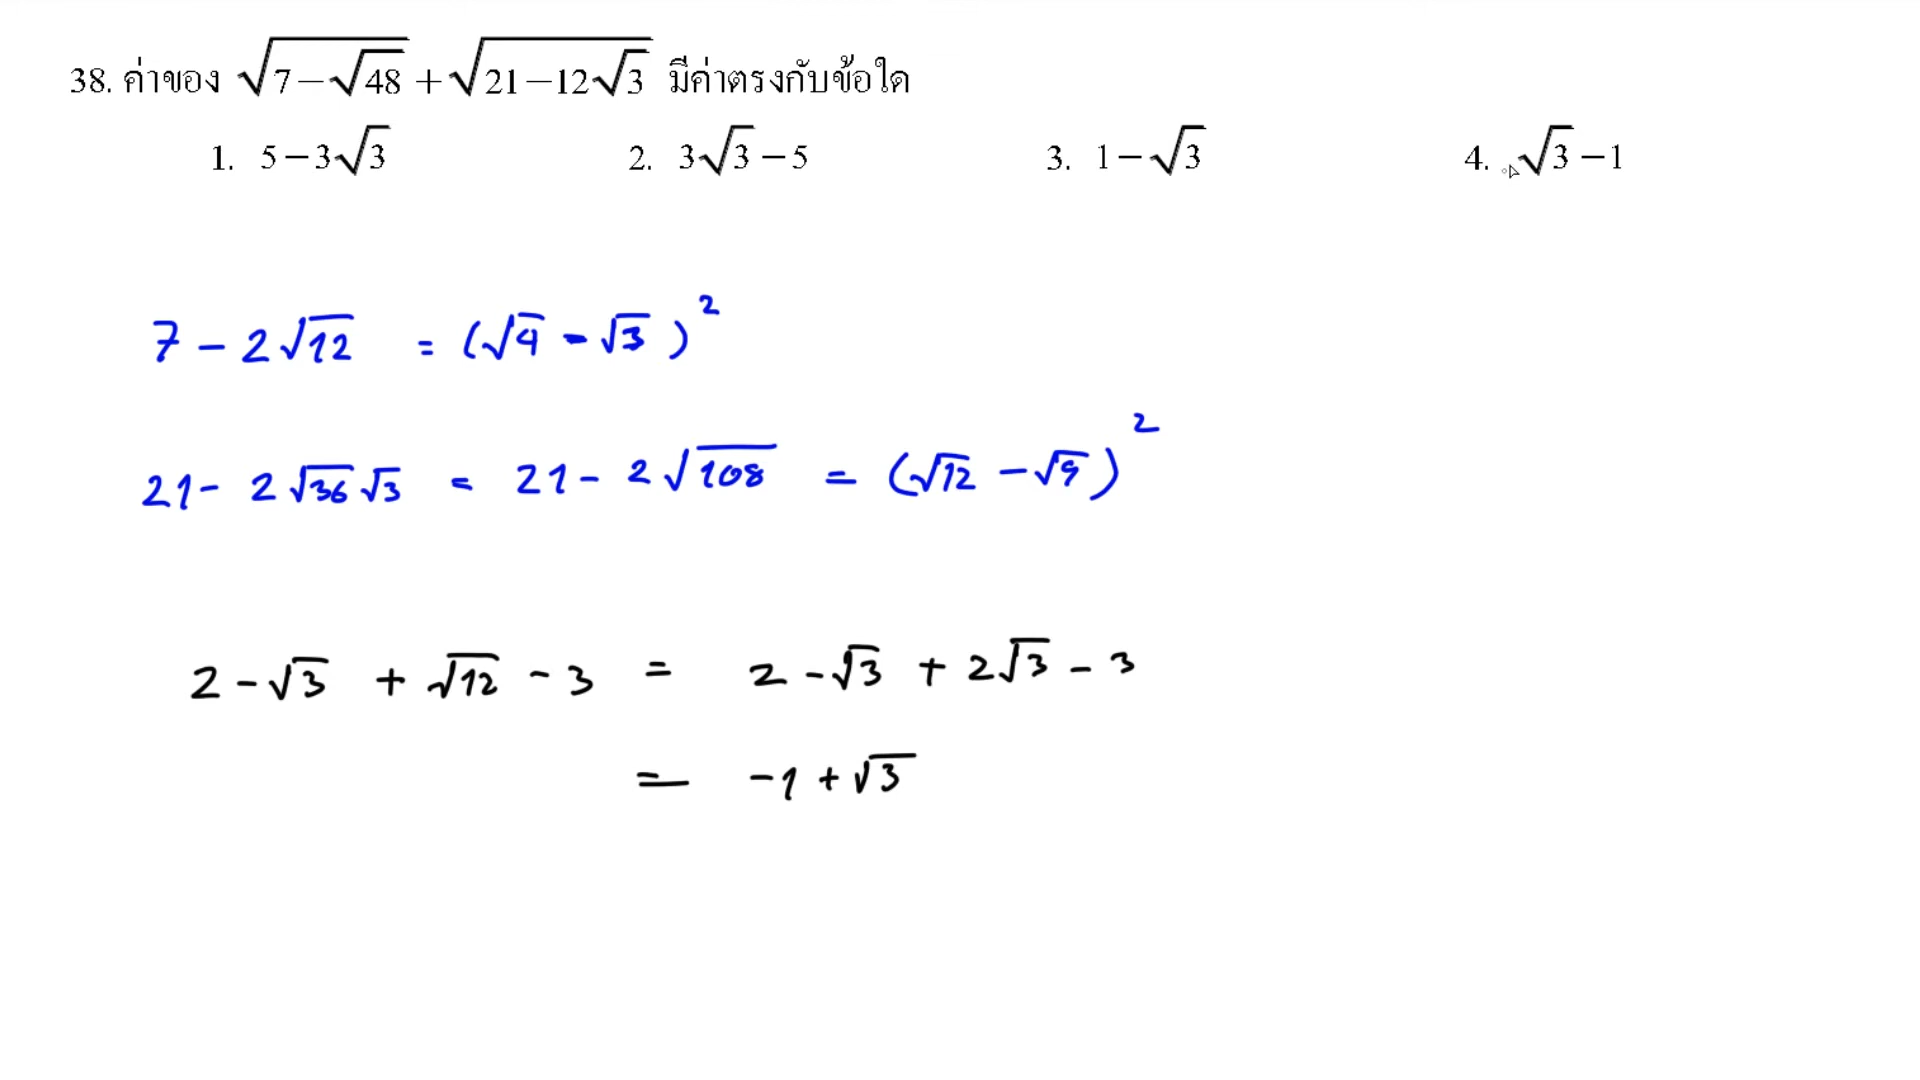 38. ค่าของ √(7−√48) + √(21−12√3) มีค่าตรงกับข้อใด
1. 5−3√3 2. 3√3−5 3. 1−√3 4. √3−1
7 − 2√12 = (√4 − √3)²
21 − 2√36√3 = 21 − 2√108 = (√12 − √9)²
2 − √3 + √12 − 3 = 2 − √3 + 2√3 − 3
= −1 + √3